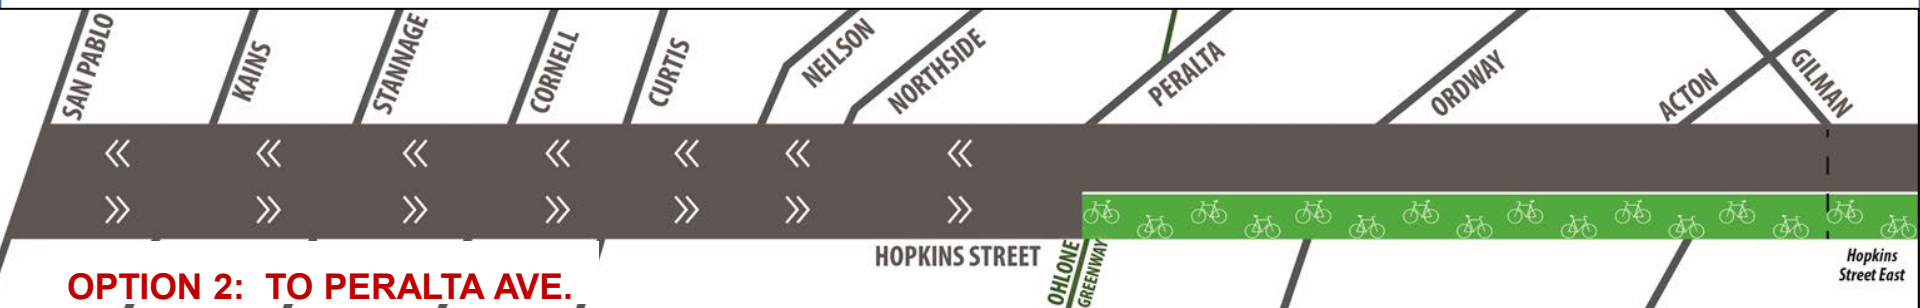 SAN PABLO
KAINS
STANNAGE
CORNELL
CURTIS
NEILSON
NORTHSIDE
PERALTA
ORDWAY
ACTON
GILMAN
HOPKINS STREET
OHLONE
GREENWAY
Hopkins
Street East
OPTION 2: TO PERALTA AVE.